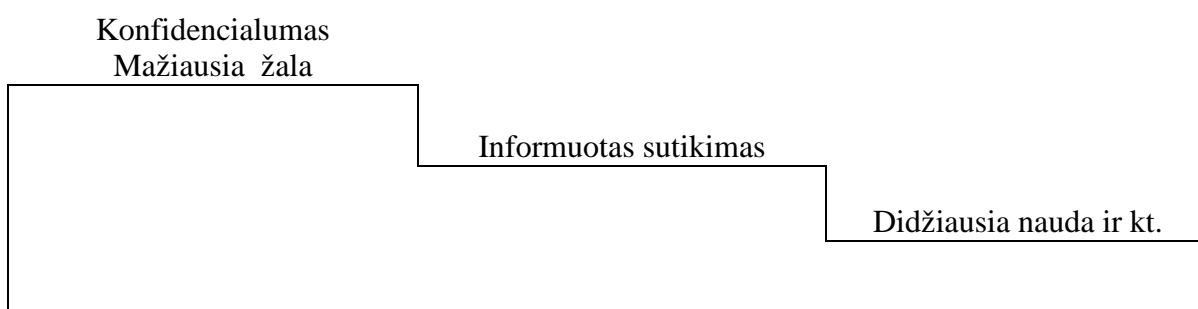 Konfidencialumas
Mažiausia žala
Informuotas sutikimas
Didžiausia nauda ir kt.